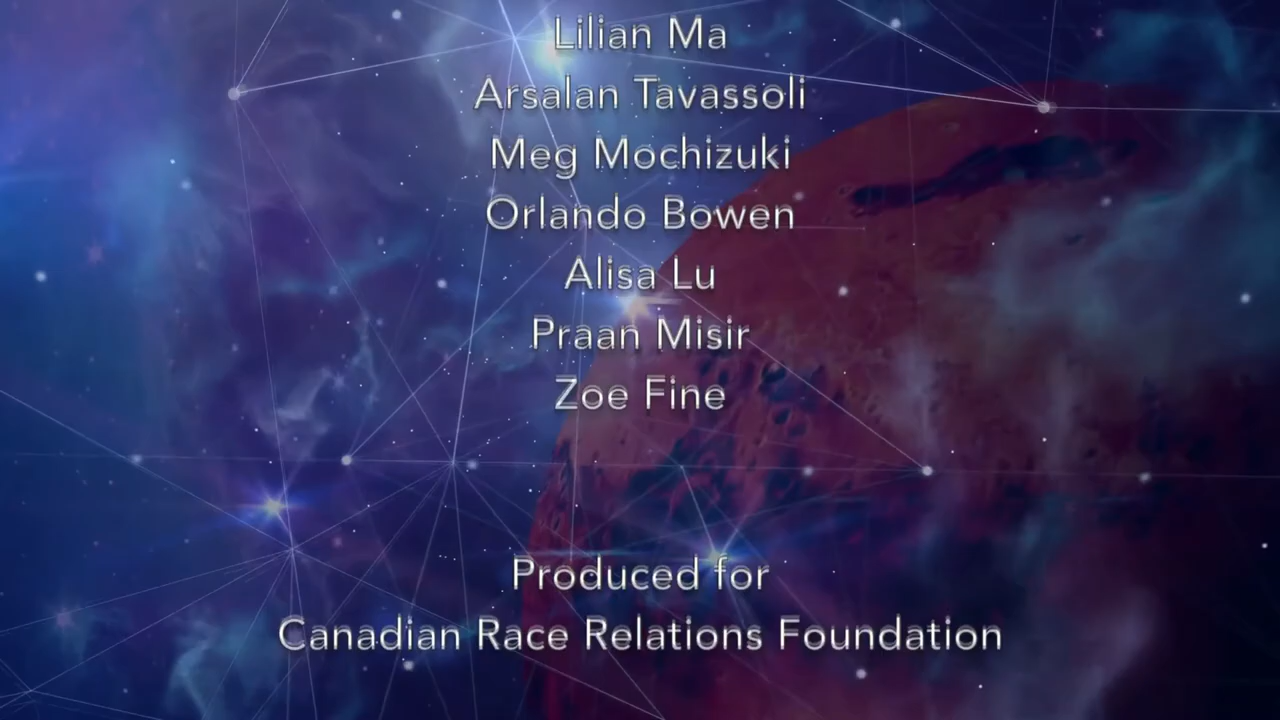 Lilian Ma
Arsalan Tavassoli
Meg Mochizuki
Orlando Bowen
Alisa Lu
Praan Misir
Zoe Fine
Produced for
Canadian Race Relations Foundation